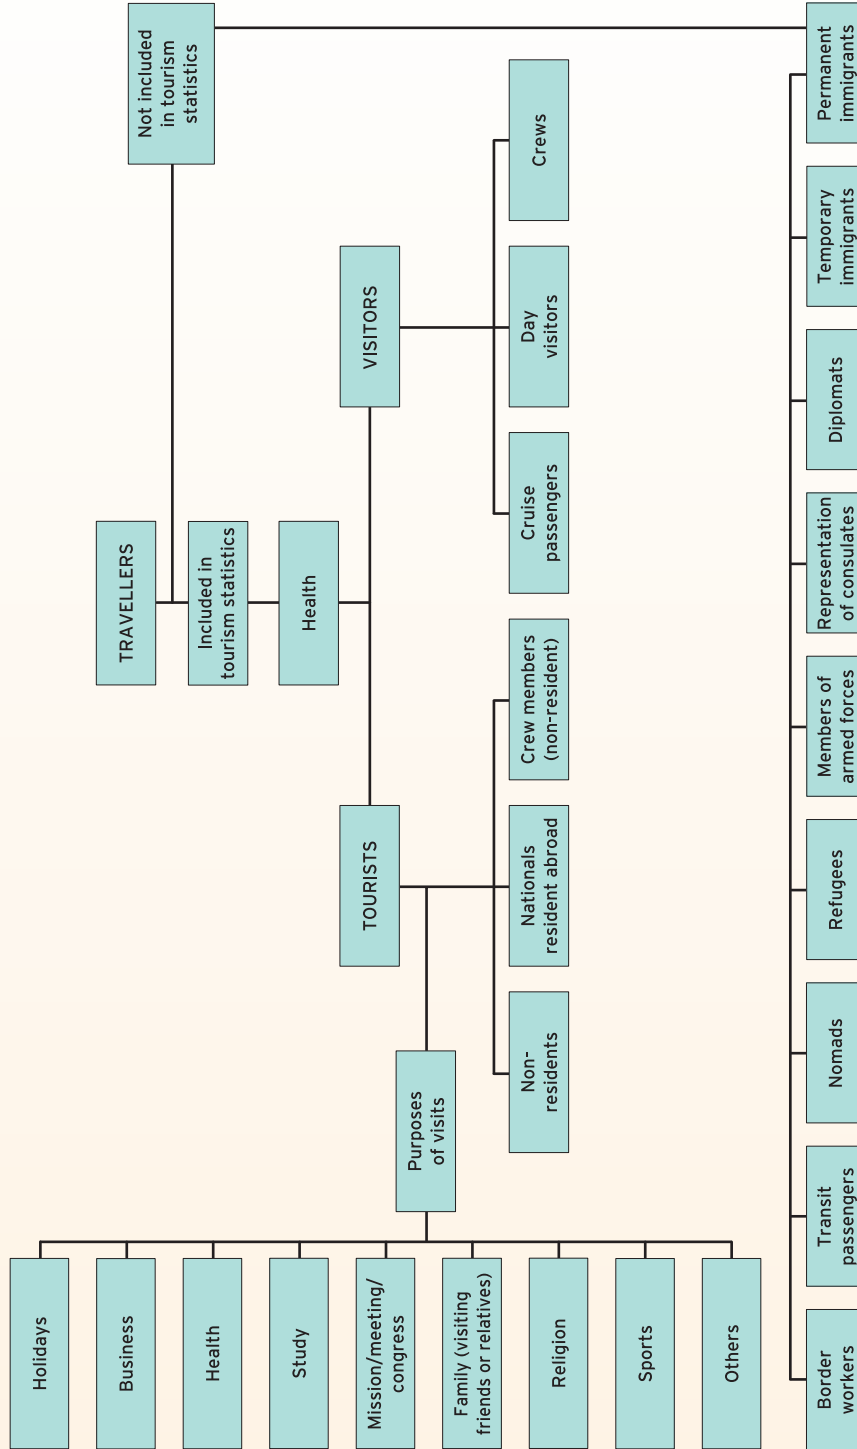 TRAVELLERS
Not included
in tourism
statistics
Included in
tourism statistics
Health
TOURISTS
VISITORS
Purposes
of visits
Holidays
Business
Health
Study
Mission/meeting/
congress
Family (visiting
friends or relatives)
Religion
Sports
Others
Non-
residents
Nationals
resident abroad
Crew members
(non-resident)
Cruise
passengers
Day
visitors
Crews
Border
workers
Transit
passengers
Nomads
Refugees
Members of
armed forces
Representation
of consulates
Diplomats
Temporary
immigrants
Permanent
immigrants